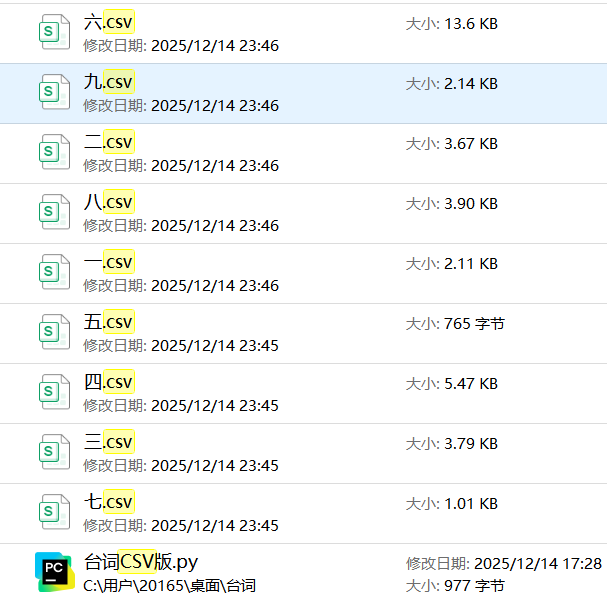 六.csv 大小: 13.6 KB
修改日期: 2025/12/14 23:46
九.csv 大小: 2.14 KB
修改日期: 2025/12/14 23:46
二.csv 大小: 3.67 KB
修改日期: 2025/12/14 23:46
八.csv 大小: 3.90 KB
修改日期: 2025/12/14 23:46
一.csv 大小: 2.11 KB
修改日期: 2025/12/14 23:46
五.csv 大小: 765 字节
修改日期: 2025/12/14 23:45
四.csv 大小: 5.47 KB
修改日期: 2025/12/14 23:45
三.csv 大小: 3.79 KB
修改日期: 2025/12/14 23:45
七.csv 大小: 1.01 KB
修改日期: 2025/12/14 23:45
台词CSV版.py 修改日期: 2025/12/14 17:28
C:\用户\20165\桌面\台词 大小: 977 字节